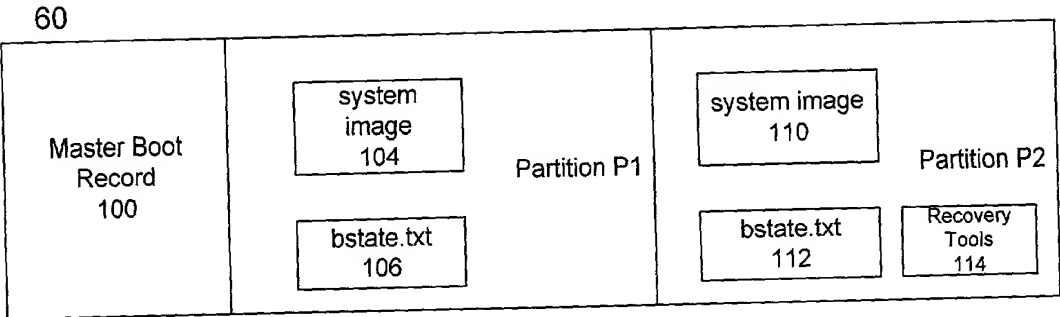 60
Master Boot
Record
100
system
image
104
Partition P1
bstate.txt
106
system image
110
Partition P2
bstate.txt
112
Recovery
Tools
114